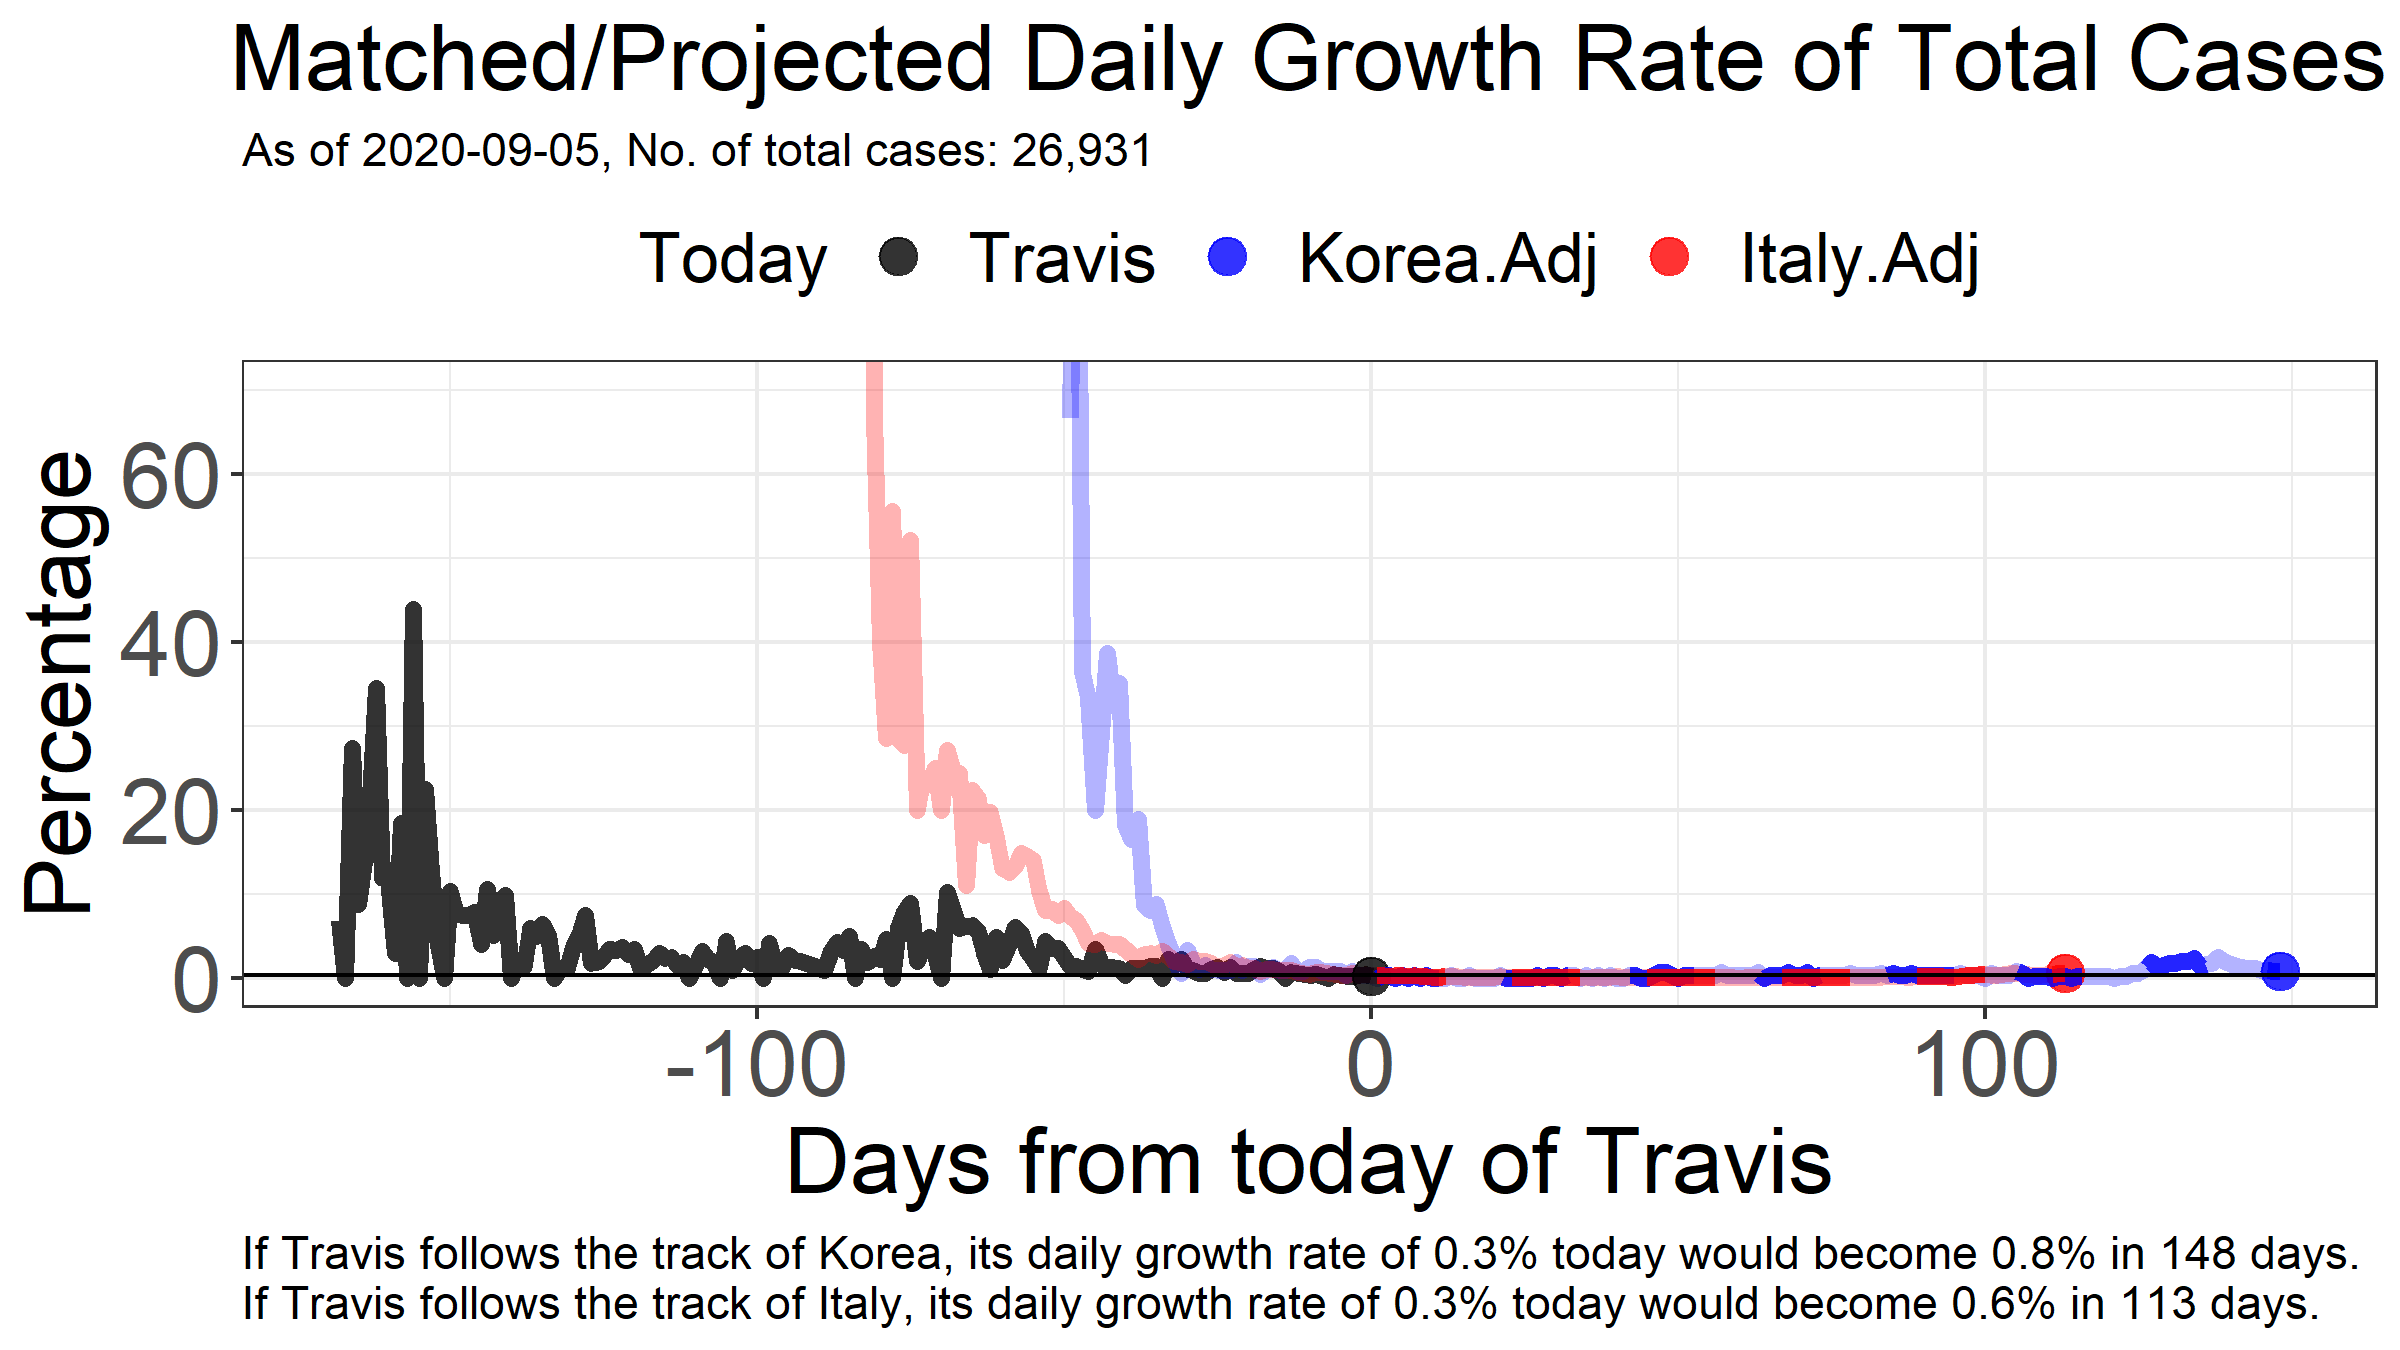 Matched/Projected Daily Growth Rate of Total Cases
As of 2020-09-05, No. of total cases: 26,931
Today Travis Korea.Adj Italy.Adj
Percentage
60
40
20
0
-100 0 100
Days from today of Travis
If Travis follows the track of Korea, its daily growth rate of 0.3% today would become 0.8% in 148 days.
If Travis follows the track of Italy, its daily growth rate of 0.3% today would become 0.6% in 113 days.